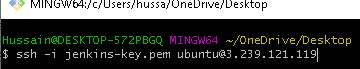 MINGW64:/c/Users/hussa/OneDrive/Desktop
Hussain@DESKTOP-57ZPBGQ MINGW64 ~/OneDrive/Desktop
$ ssh -i jenkins-key.pem ubuntu@3.239.121.119